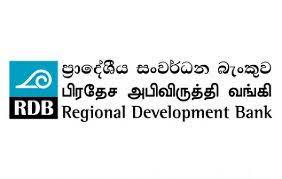 ප්‍රාදේශීය සංවර්ධන බැංකුව
பிரதேச அபிவிருத்தி வங்கி
RDB Regional Development Bank